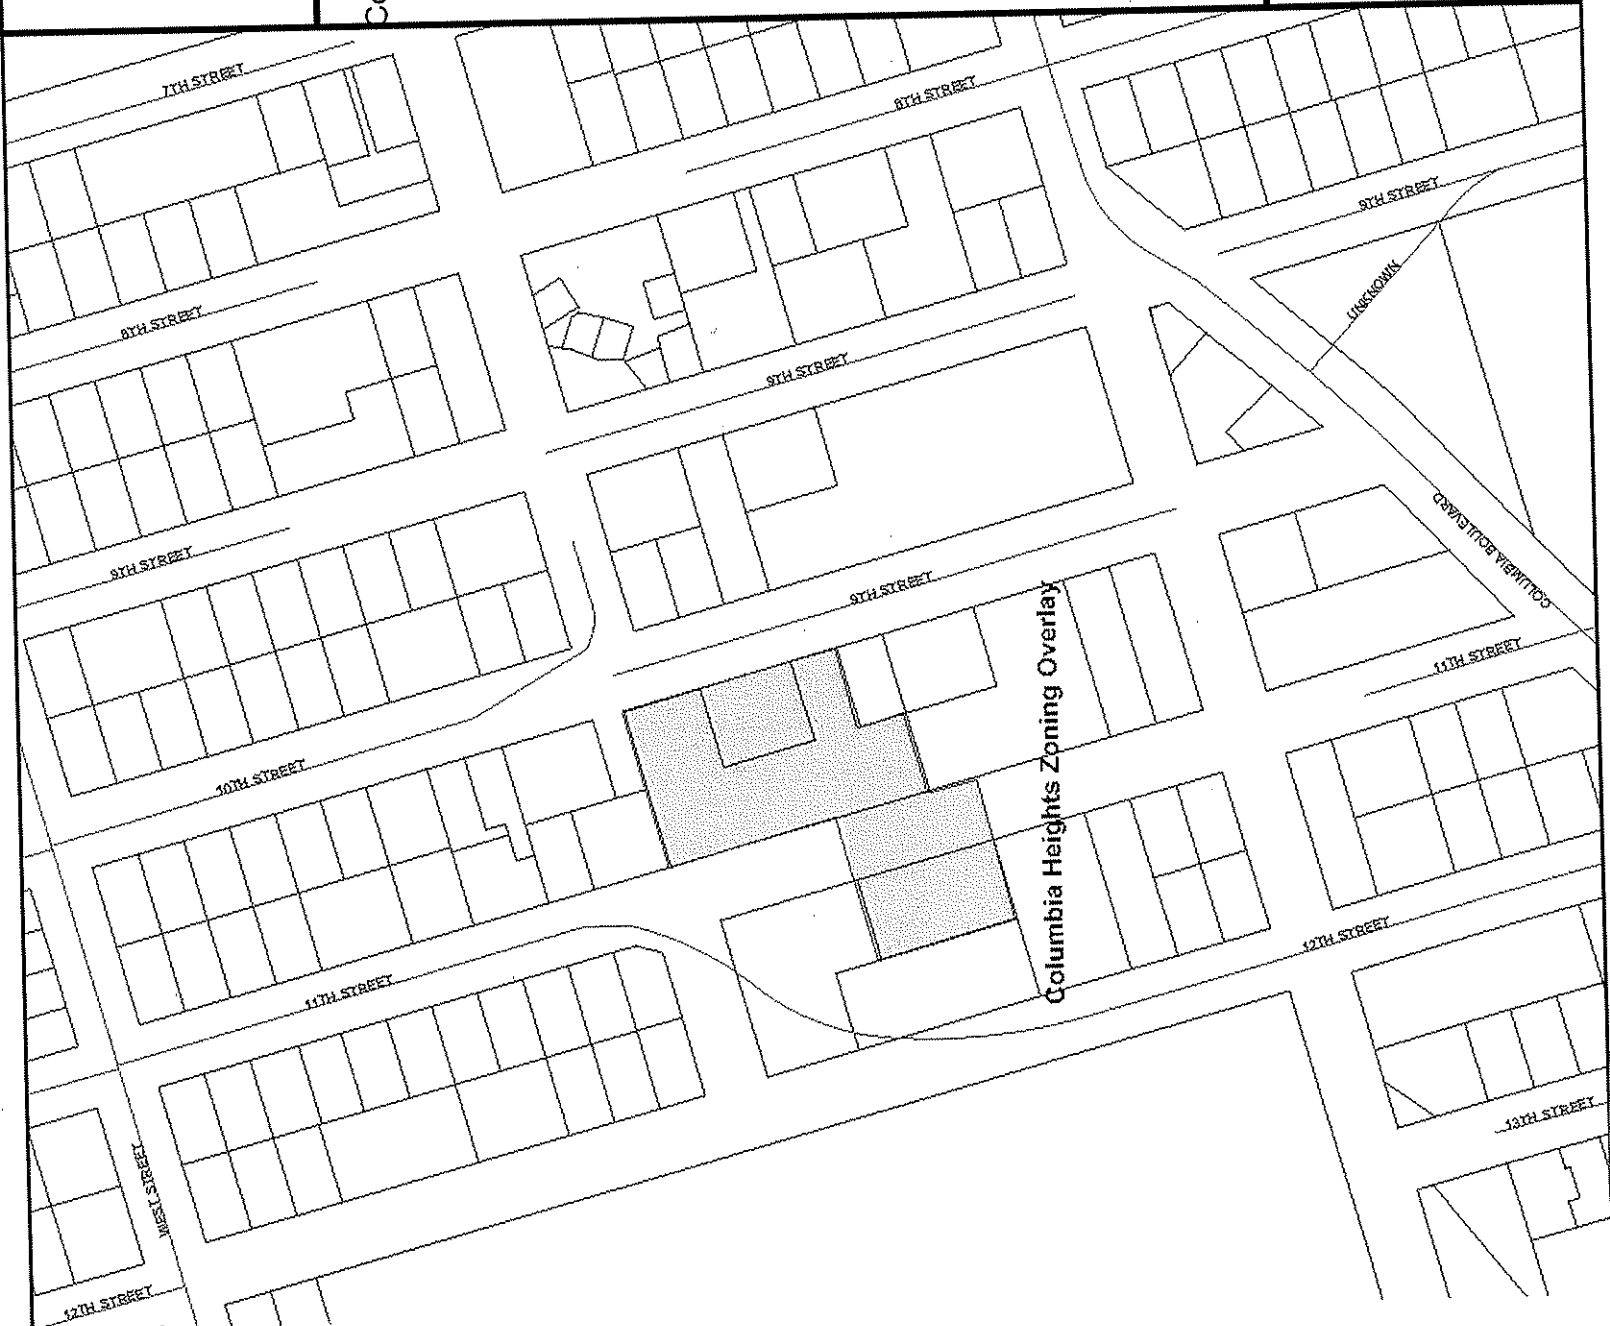 Co
7TH STREET
8TH STREET
8TH STREET
9TH STREET
UNKNOWN
9TH STREET
9TH STREET
9TH STREET
COLUMBIA BOULEVARD
Columbia Heights Zoning Overlay
11TH STREET
10TH STREET
11TH STREET
12TH STREET
13TH STREET
WEST STREET
12TH STREET